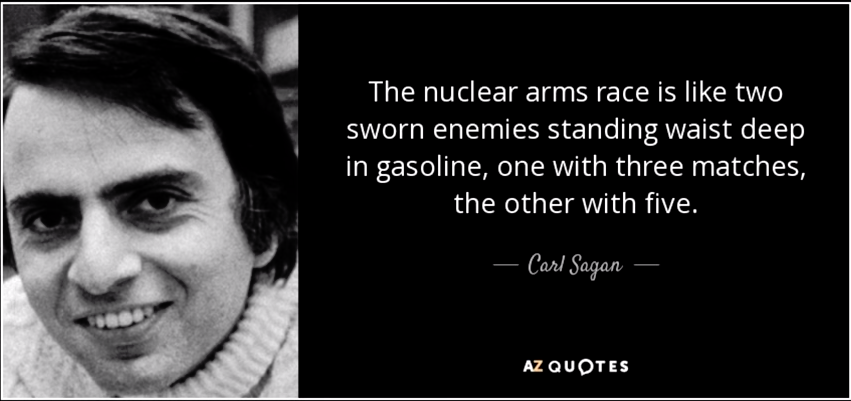 The nuclear arms race is like two
sworn enemies standing waist deep
in gasoline, one with three matches,
the other with five.
Carl Sagan
AZ QUOTES